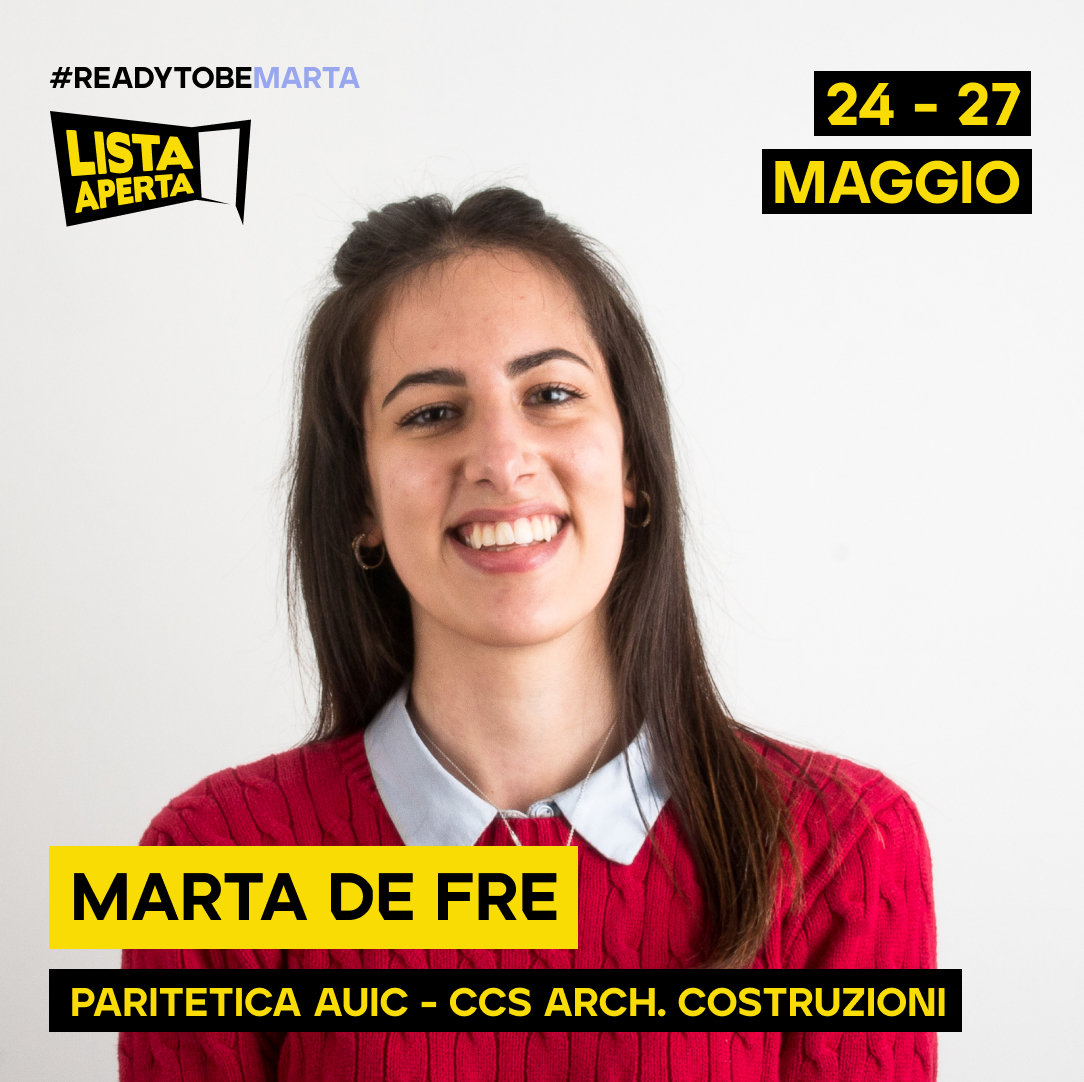 #READYTOBEMARTA
LISTA
APERTA
24 - 27
MAGGIO
MARTA DE FRE
PARITETICA AUIC - CCS ARCH. COSTRUZIONI